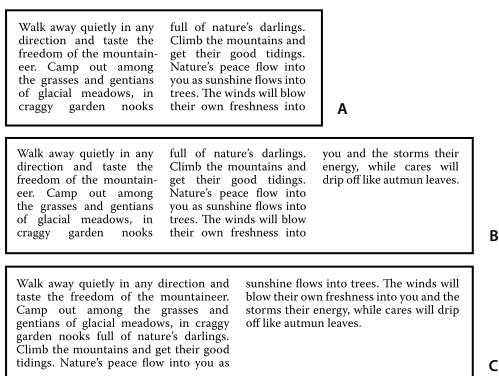 Walk away quietly in any
direction and taste the
freedom of the mountain-
eer. Camp out among
the grasses and gentians
of glacial meadows, in
craggy garden nooks
full of nature's darlings.
Climb the mountains and
get their good tidings.
Nature's peace flow into
you as sunshine flows into
trees. The winds will blow
their own freshness into
A
Walk away quietly in any
direction and taste the
freedom of the mountain-
eer. Camp out among
the grasses and gentians
of glacial meadows, in
craggy garden nooks
full of nature's darlings.
Climb the mountains and
get their good tidings.
Nature's peace flow into
you as sunshine flows into
trees. The winds will blow
their own freshness into
you and the storms their
energy, while cares will
drip off like autmun leaves.
B
Walk away quietly in any direction and
taste the freedom of the mountaineer.
Camp out among the grasses and
gentians of glacial meadows, in craggy
garden nooks full of nature's darlings.
Climb the mountains and get their good
tidings. Nature's peace flow into you as
sunshine flows into trees. The winds will
blow their own freshness into you and the
storms their energy, while cares will drip
off like autmun leaves.
C